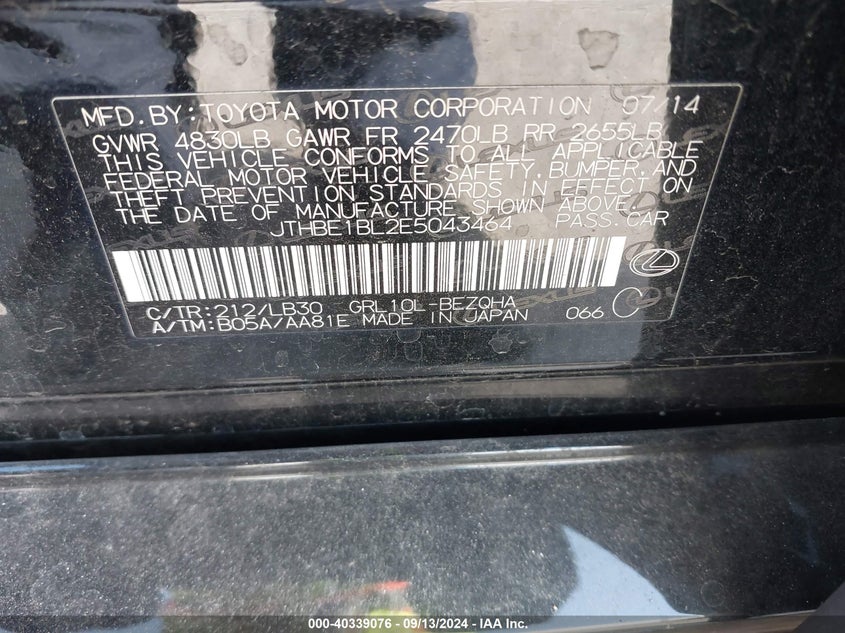 MFD.BY:TOYOTA MOTOR CORPORATION 07/14
GVWR 4830LB GAWR FR 2470LB RR 2655LB
THIS VEHICLE CONFORMS TO ALL APPLICABLE
FEDERAL MOTOR VEHICLE SAFETY,BUMPER,AND
THEFT PREVENTION STANDARDS IN EFFECT ON
THE DATE OF MANUFACTURE SHOWN ABOVE.
JTHBE1BL2E5043464 PASS.CAR
C/TR:212/LB30 GRL10L-BEZQHA
A/TM:B05A/AA81E MADE IN JAPAN 066 C
000-40339076 - 09/13/2024 - IAA Inc.